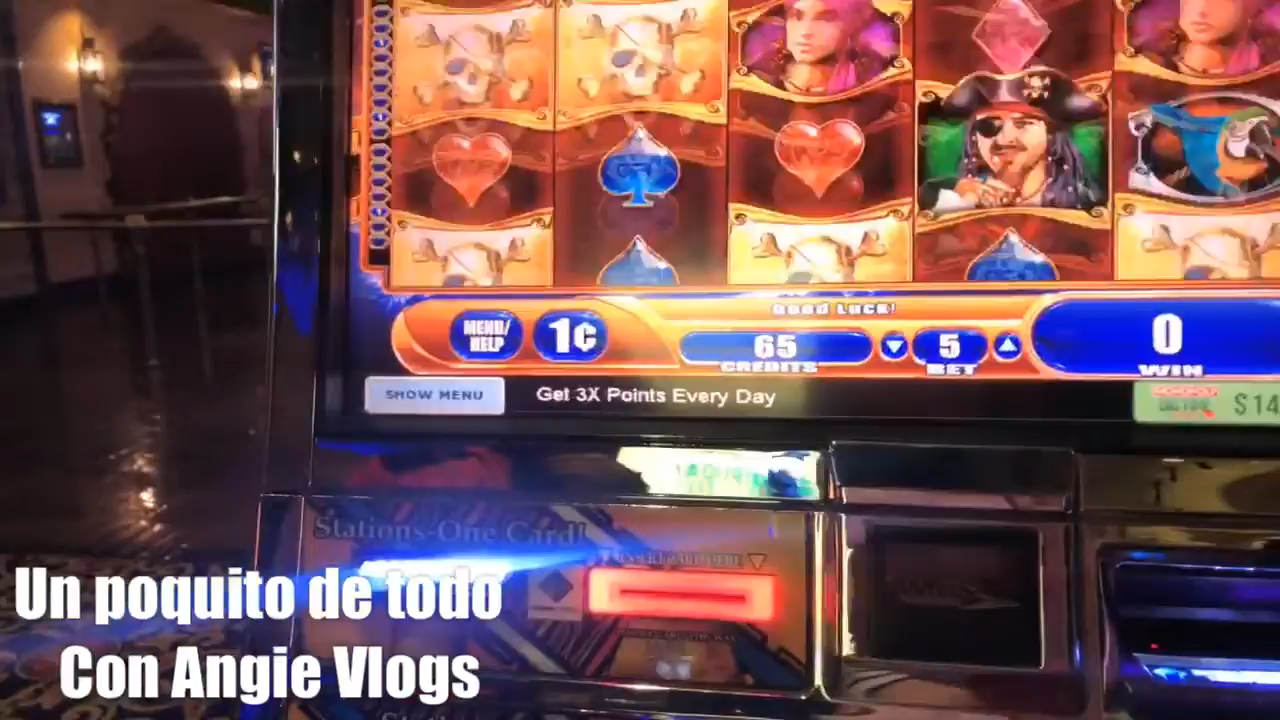 GOOD LUCK!
MENU/
HELP
1¢
65
CREDITS
5
BET
0
WIN
SHOW MENU
Get 3X Points Every Day
$14
Stations-One Card!
Un poquito de todo
Con Angie Vlogs